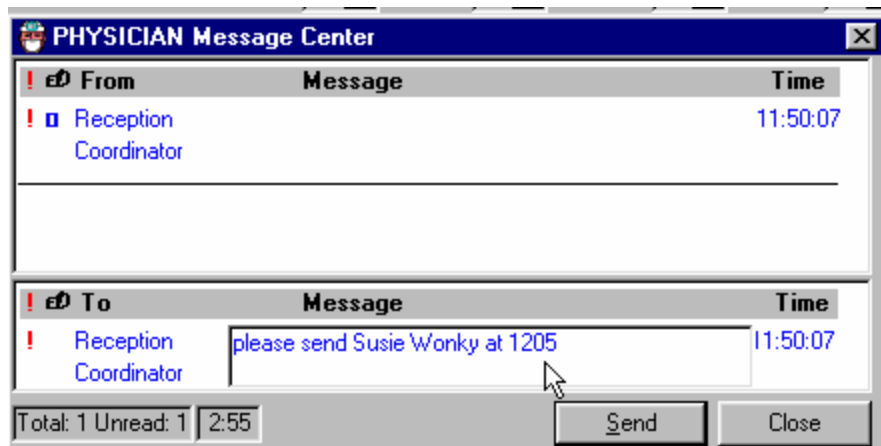 PHYSICIAN Message Center
! From Message Time
! Reception 11:50:07
Coordinator
! To Message Time
! Reception please send Susie Wonky at 1205 11:50:07
Coordinator
Total: 1 Unread: 1 2:55 Send Close